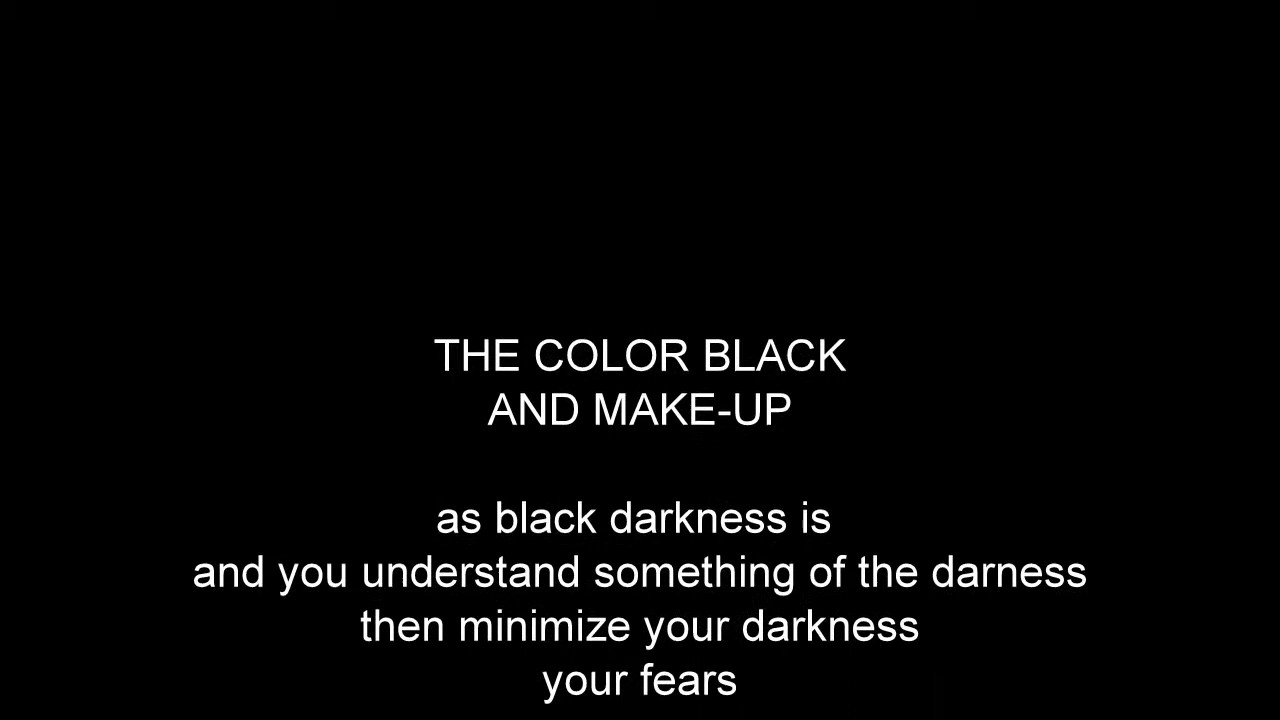 THE COLOR BLACK
AND MAKE-UP
as black darkness is
and you understand something of the darness
then minimize your darkness
your fears